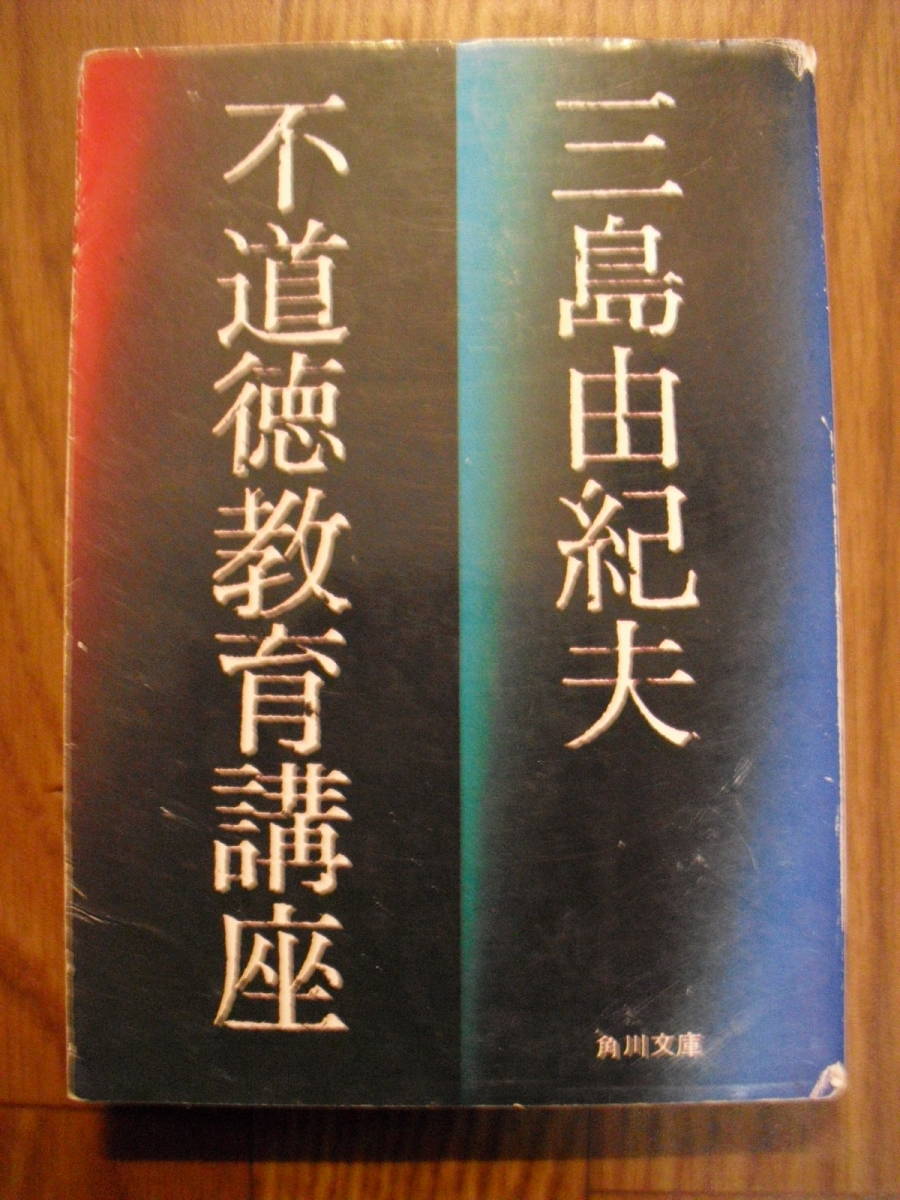 三島由紀夫
不道徳教育講座
角川文庫